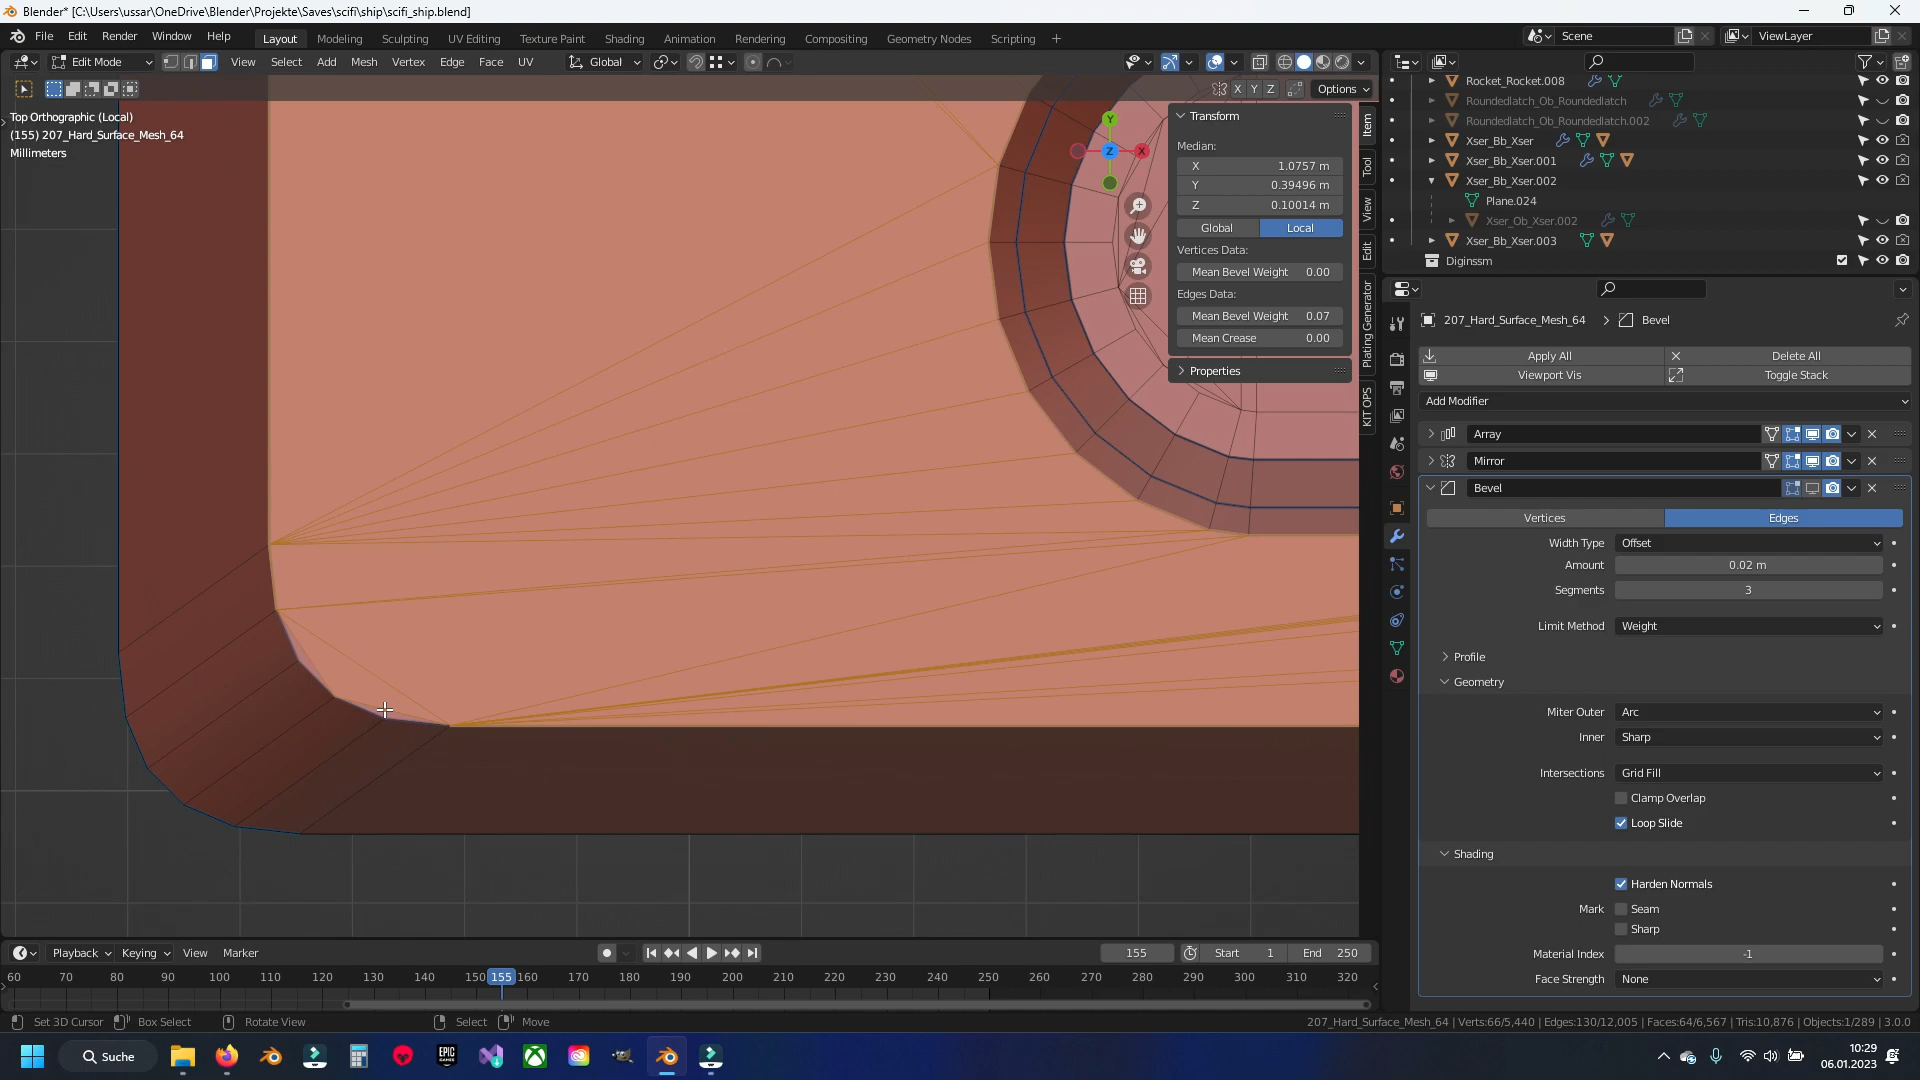 Blender* [C:\Users\ussar\OneDrive\Blender\Projekte\Saves\scifi\ship\scifi_ship.blend]
File Edit Render Window Help Layout Modeling Sculpting UV Editing Texture Paint Shading Animation Rendering Compositing Geometry Nodes Scripting + Scene ViewLayer
Edit Mode View Select Add Mesh Vertex Edge Face UV Global
X Y Z Options
Top Orthographic (Local)
(155) 207_Hard_Surface_Mesh_64
Millimeters
Y
Z
X
Transform
Median:
X 1.0757 m
Y 0.39496 m
Z 0.10014 m
Global Local
Vertices Data:
Mean Bevel Weight 0.00
Edges Data:
Mean Bevel Weight 0.07
Mean Crease 0.00
Properties
Item
Tool
View
Edit
Plating Generator
KIT OPS
Rocket_Rocket.008
Roundedlatch_Ob_Roundedlatch
Roundedlatch_Ob_Roundedlatch.002
Xser_Bb_Xser
Xser_Bb_Xser.001
Xser_Bb_Xser.002
Plane.024
Xser_Ob_Xser.002
Xser_Bb_Xser.003
Diginssm
207_Hard_Surface_Mesh_64 > Bevel
Apply All Delete All
Viewport Vis Toggle Stack
Add Modifier
Array
Mirror
Bevel
Vertices Edges
Width Type Offset
Amount 0.02 m
Segments 3
Limit Method Weight
Profile
Geometry
Miter Outer Arc
Inner Sharp
Intersections Grid Fill
Clamp Overlap
Loop Slide
Shading
Harden Normals
Mark Seam
Sharp
Material Index -1
Face Strength None
Playback Keying View Marker 155 Start 1 End 250
60 70 80 90 100 110 120 130 140 150 155 160 170 180 190 200 210 220 230 240 250 260 270 280 290 300 310 320
Set 3D Cursor Box Select Rotate View Select Move 207_Hard_Surface_Mesh_64 | Verts:66/5,440 | Edges:130/12,005 | Faces:64/6,567 | Tris:10,876 | Objects:1/289 | 3.0.0
Suche
EPIC GAMES
10:29
06.01.2023